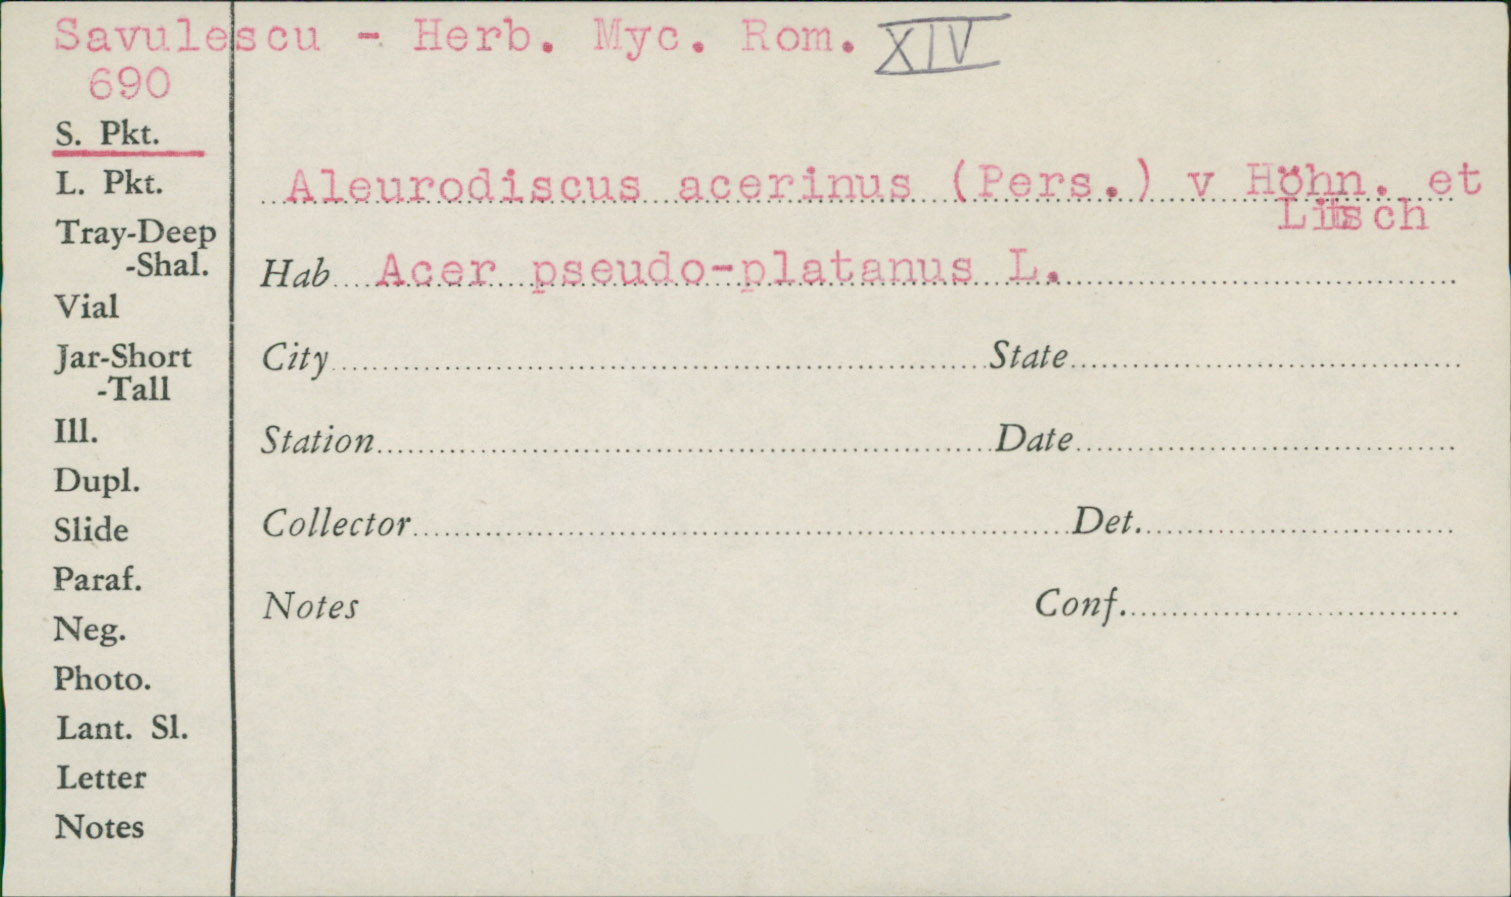 Savulescu - Herb. Myc. Rom. XIV
690
S. Pkt.
L. Pkt.
Tray-Deep
-Shal.
Vial
Jar-Short
-Tall
Ill.
Dupl.
Slide
Paraf.
Neg.
Photo.
Lant. Sl.
Letter
Notes
Aleurodiscus acerinus (Pers.) v Höhn. et
Litsch
Hab Acer pseudo-platanus L.
City State
Station Date
Collector Det.
Notes Conf.